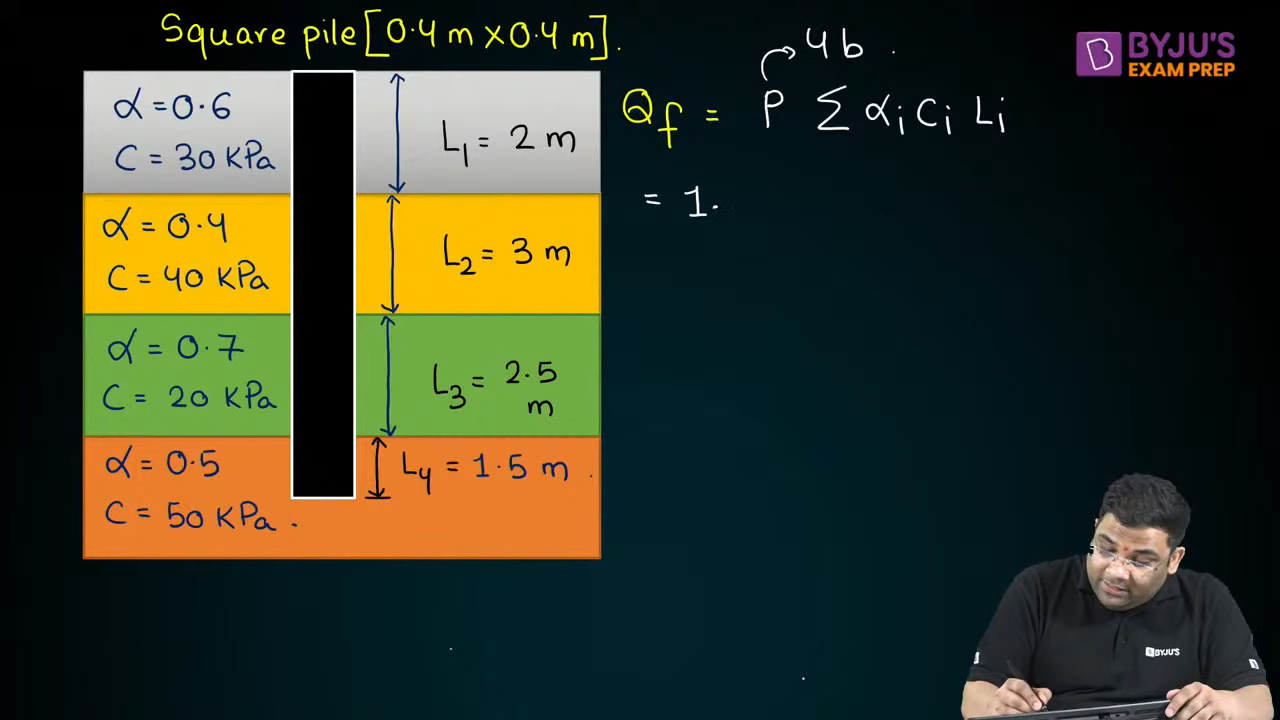 Square pile [0.4 m × 0.4 m].
BYJU'S
EXAM PREP
α = 0.6
C = 30 KPa
L₁ = 2 m
α = 0.4
C = 40 KPa
L₂ = 3 m
α = 0.7
C = 20 KPa
L₃ = 2.5
m
α = 0.5
C = 50 KPa.
L₄ = 1.5 m.
4b.
Qf = P Σ αᵢ Cᵢ Lᵢ
= 1.
BYJU'S